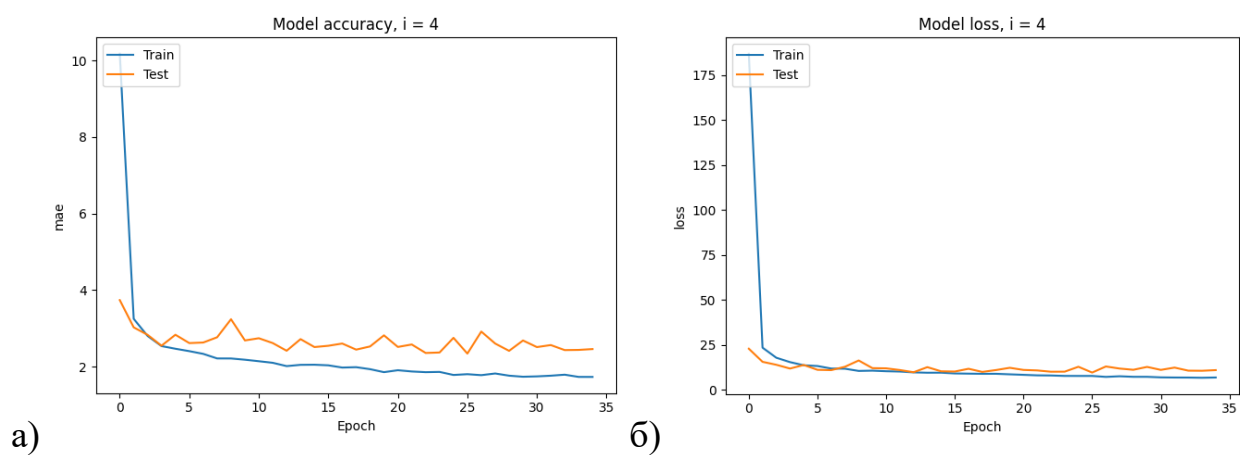 Model accuracy, i = 4
Train
Test
10
8
6
4
2
mae
0 5 10 15 20 25 30 35
Epoch
а)
Model loss, i = 4
Train
Test
175
150
125
100
75
50
25
0
loss
0 5 10 15 20 25 30 35
Epoch
б)